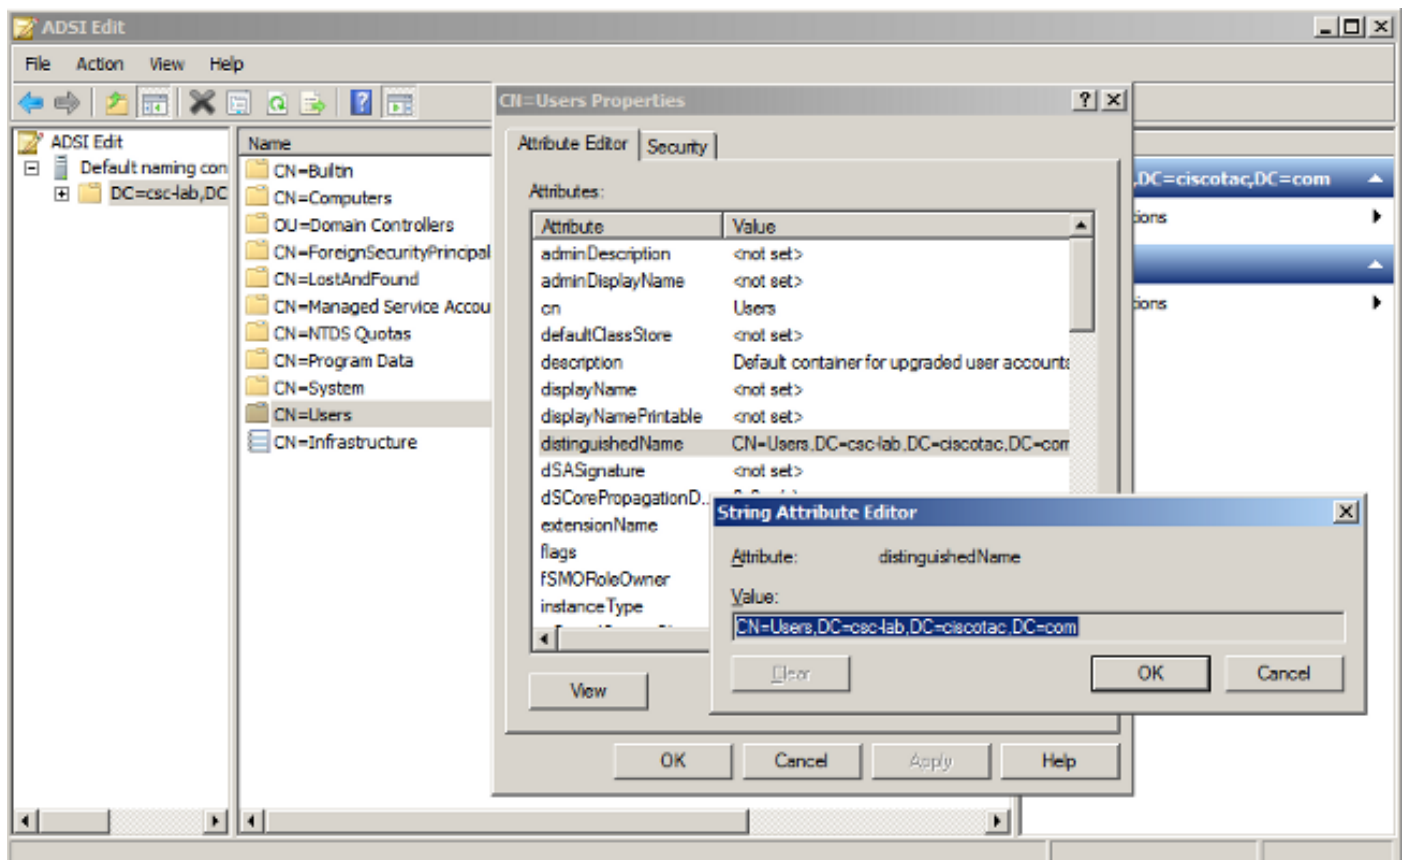 ADSI Edit
File Action View Help
ADSI Edit
Default naming con
DC=csc-lab,DC
Name
CN=Builtin
CN=Computers
OU=Domain Controllers
CN=ForeignSecurityPrincipal
CN=LostAndFound
CN=Managed Service Accou
CN=NTDS Quotas
CN=Program Data
CN=System
CN=Users
CN=Infrastructure
CN=Users Properties
Attribute Editor Security
Attributes:
Attribute Value
adminDescription <not set>
adminDisplayName <not set>
cn Users
defaultClassStore <not set>
description Default container for upgraded user accounts
displayName <not set>
displayNamePrintable <not set>
distinguishedName CN=Users,DC=csc-lab,DC=ciscotac,DC=com
dSASignature <not set>
dSCorePropagationD...
extensionName
flags
fSMORoleOwner
instanceType
View
OK Cancel Apply Help
String Attribute Editor
Attribute: distinguishedName
Value:
CN=Users,DC=csc-lab,DC=ciscotac,DC=com
Clear OK Cancel
,DC=ciscotac,DC=com
ions
ions